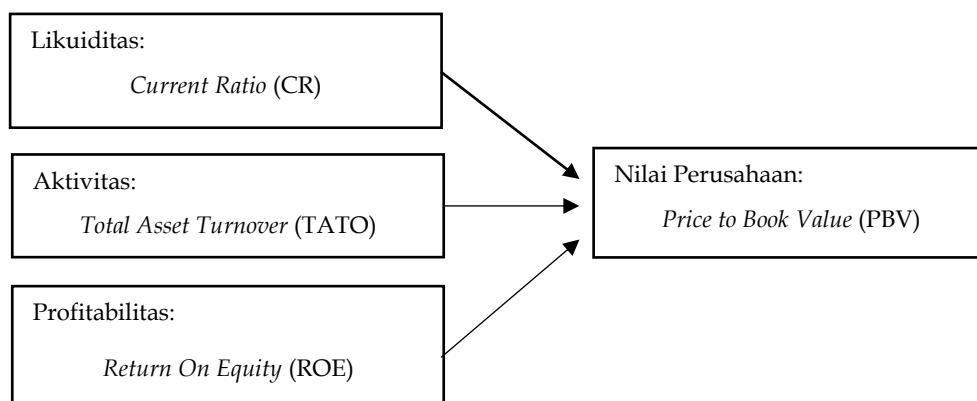 Likuiditas:
Current Ratio (CR)
Aktivitas:
Total Asset Turnover (TATO)
Profitabilitas:
Return On Equity (ROE)
Nilai Perusahaan:
Price to Book Value (PBV)